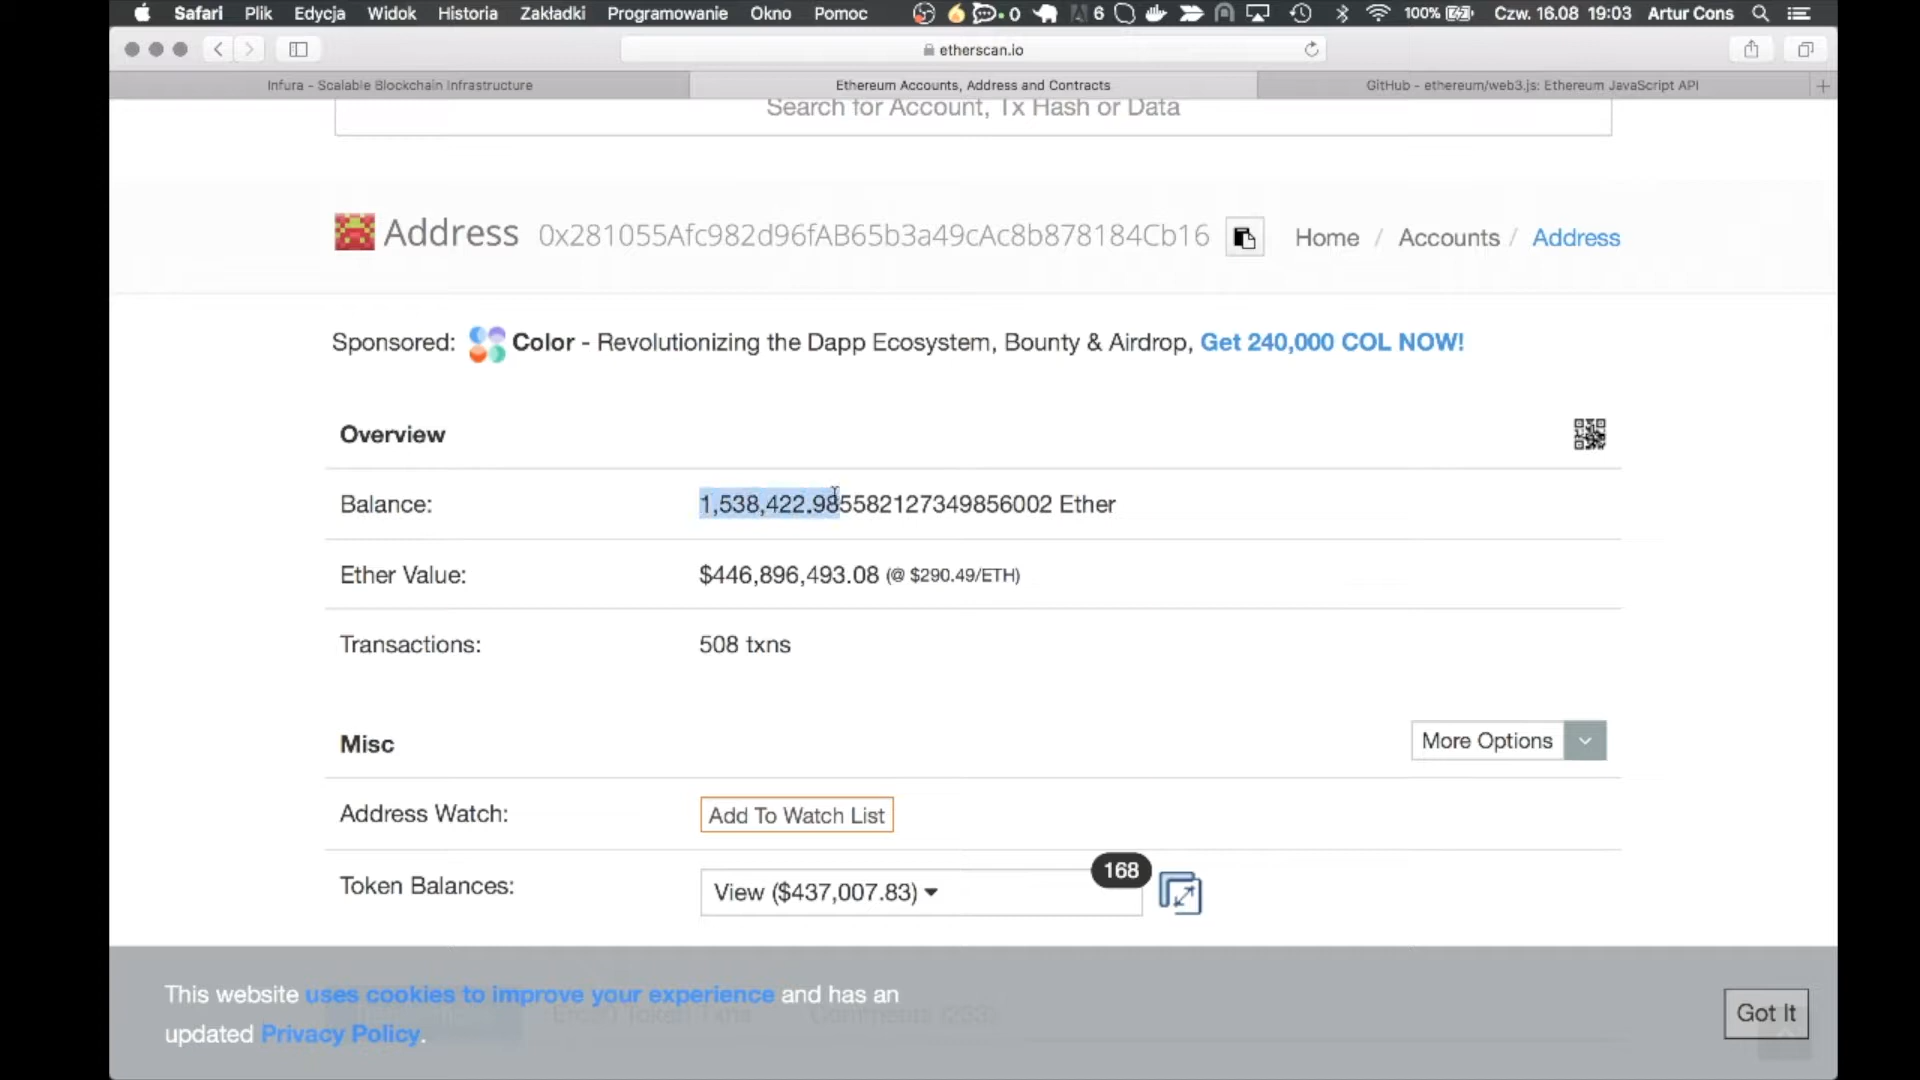 Safari Plik Edycja Widok Historia Zakładki Programowanie Okno Pomoc 0 6 100% Czw. 16.08 19:03 Artur Cons
etherscan.io
Infura - Scalable Blockchain Infrastructure Ethereum Accounts, Address and Contracts GitHub - ethereum/web3.js: Ethereum JavaScript API
Search for Account, Tx Hash or Data
Address 0x281055Afc982d96fAB65b3a49cAc8b878184Cb16 Home / Accounts / Address
Sponsored: Color - Revolutionizing the Dapp Ecosystem, Bounty & Airdrop, Get 240,000 COL NOW!
Overview
Balance: 1,538,422.985582127349856002 Ether
Ether Value: $446,896,493.08 (@ $290.49/ETH)
Transactions: 508 txns
Misc More Options
Address Watch: Add To Watch List
Token Balances: View ($437,007.83) 168
This website uses cookies to improve your experience and has an
updated Privacy Policy.
Got It